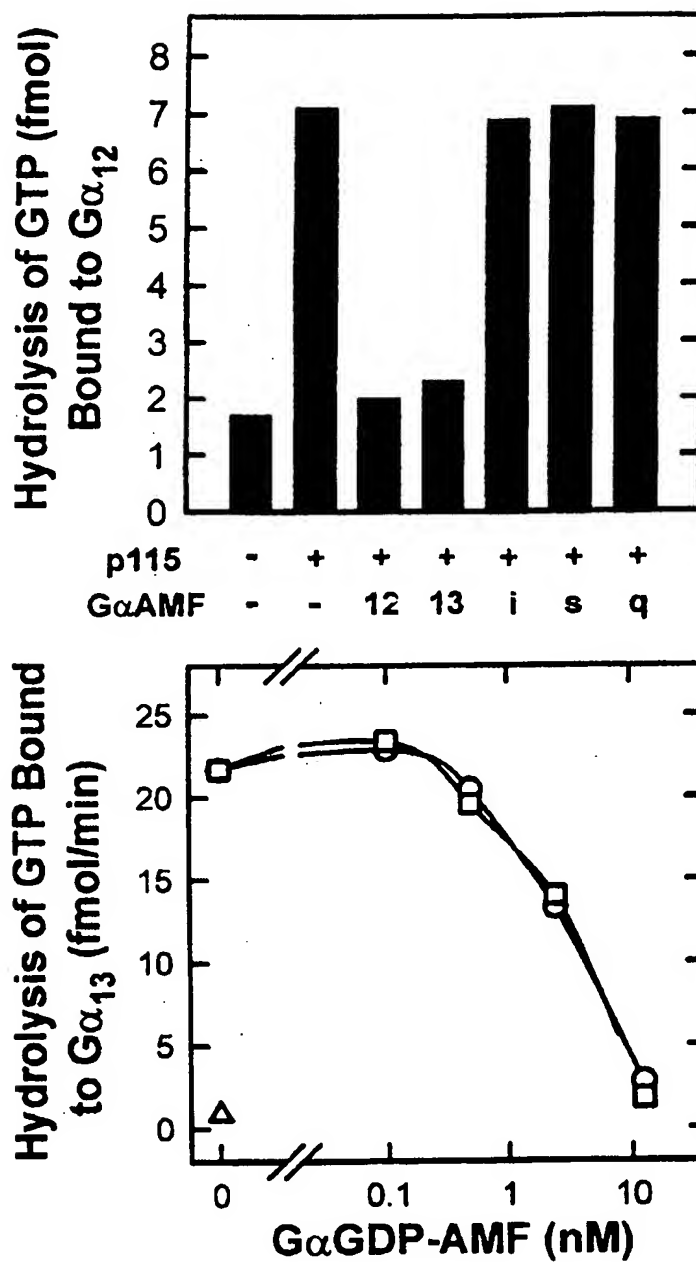 Hydrolysis of GTP (fmol)
Bound to Gα12
8
7
6
5
4
3
2
1
0
p115 - + + + + + +
GαAMF - - 12 13 i s q
Hydrolysis of GTP Bound
to Gα13 (fmol/min)
25
20
15
10
5
0
0 0.1 1 10
GαGDP-AMF (nM)